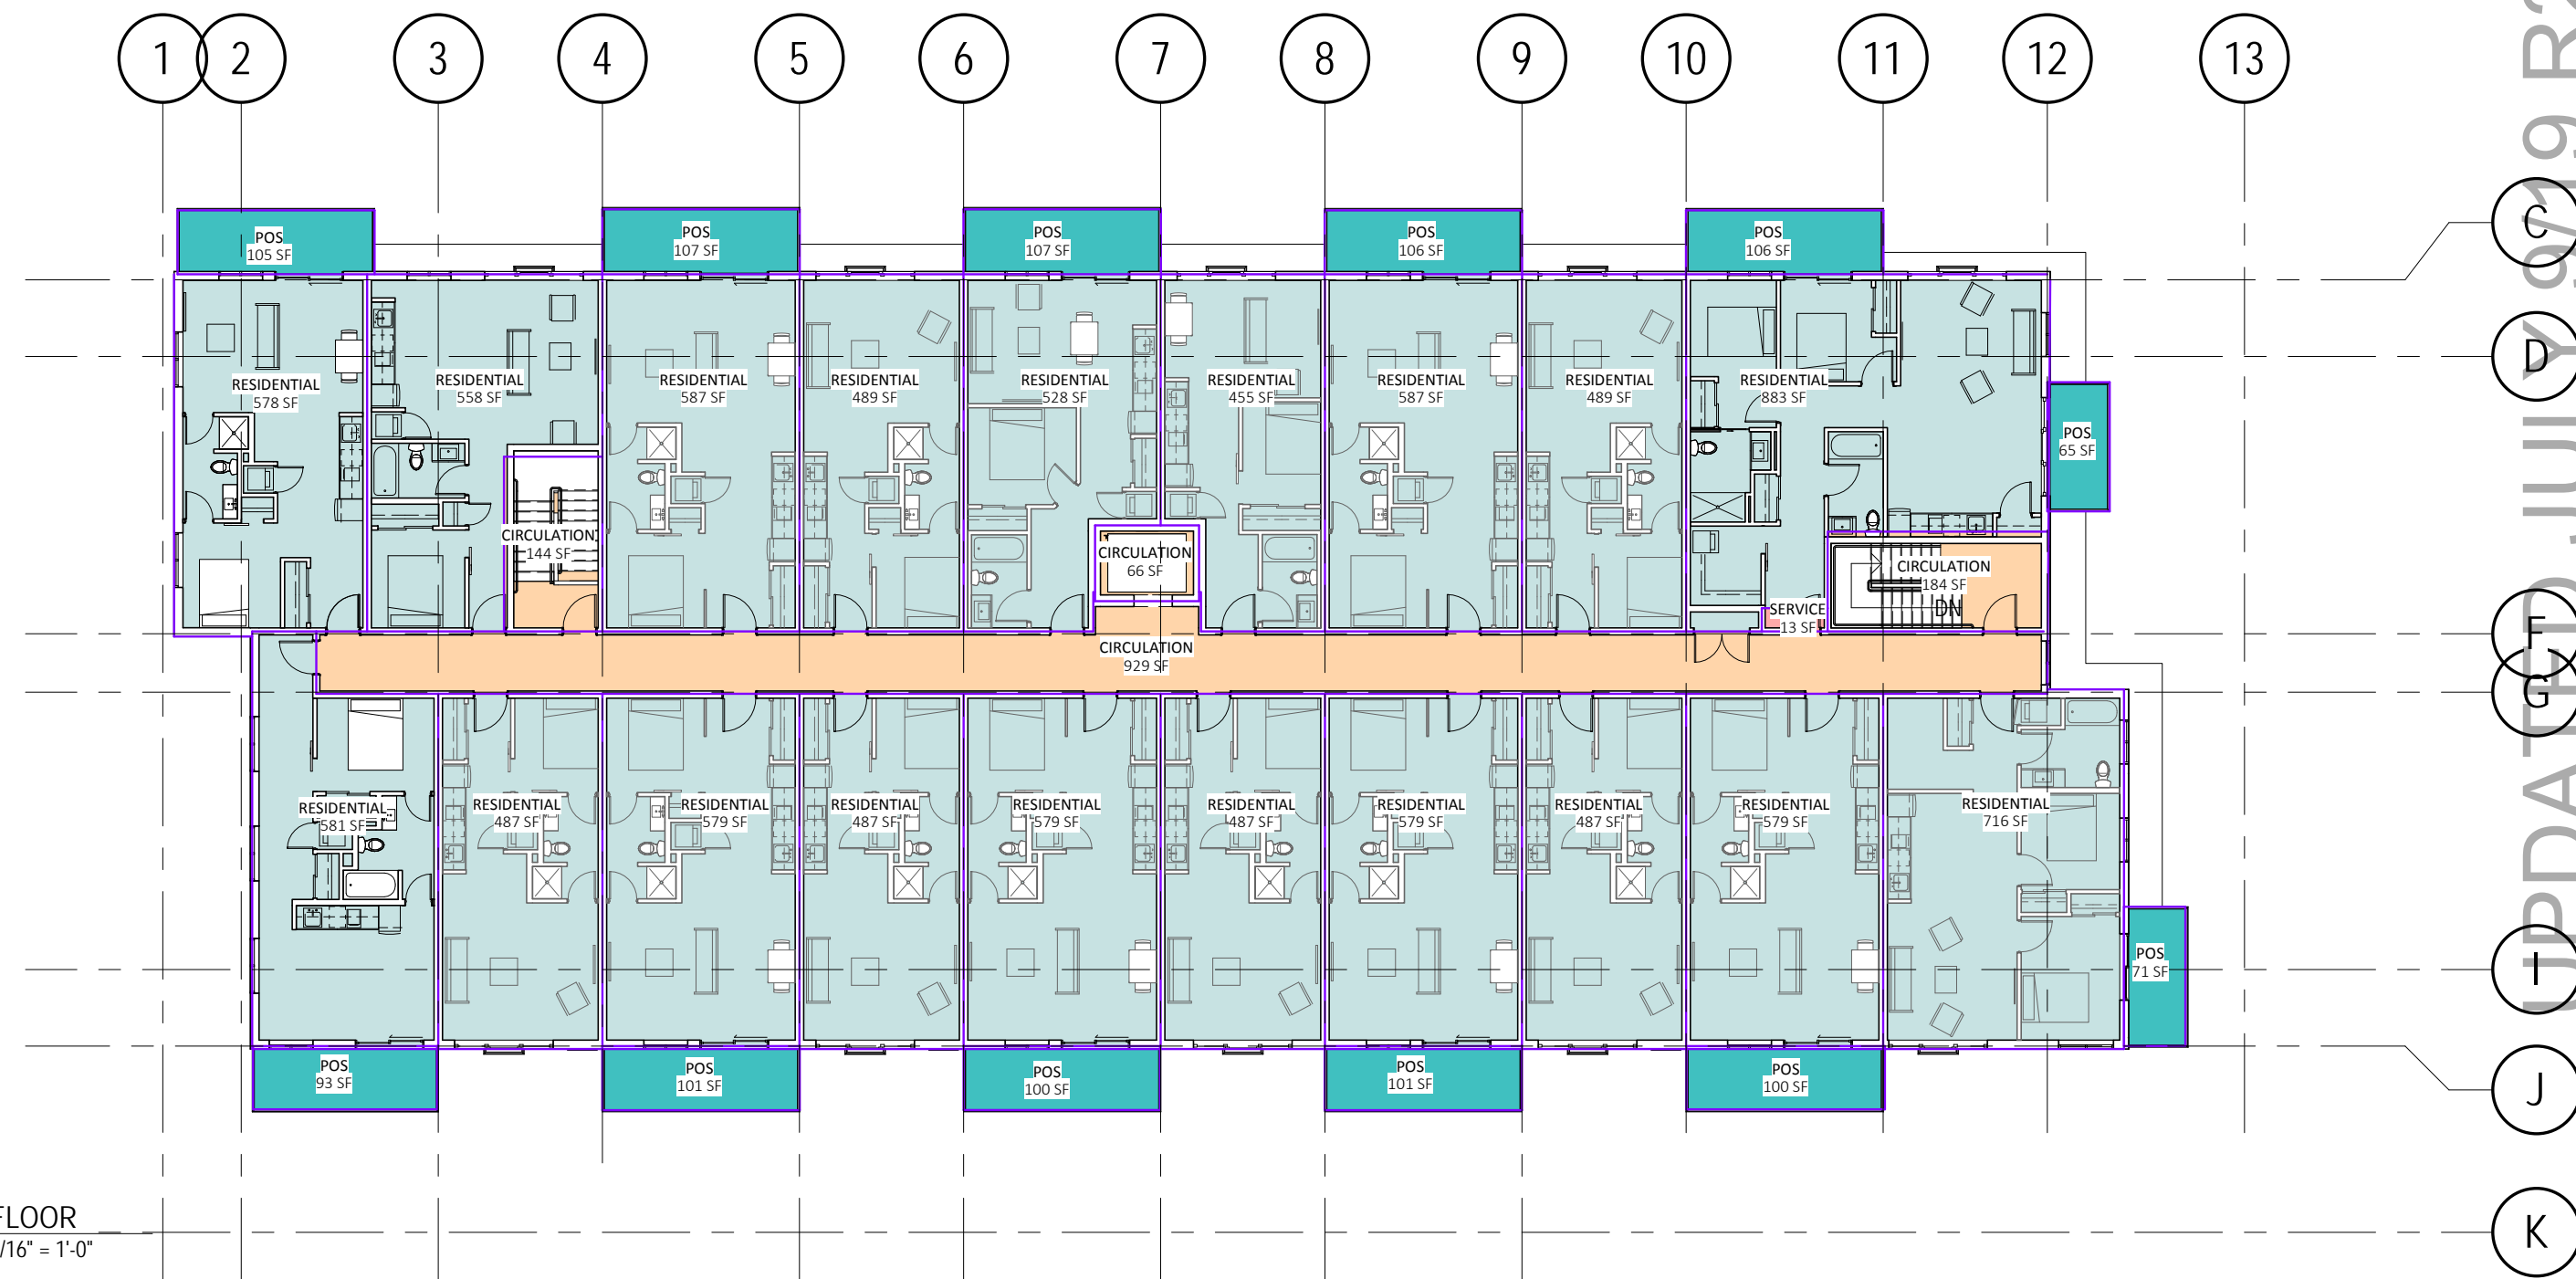 1
2
3
4
5
6
7
8
9
10
11
12
13
C
POS
105 SF
POS
107 SF
POS
107 SF
POS
106 SF
POS
106 SF
D
RESIDENTIAL
578 SF
RESIDENTIAL
558 SF
RESIDENTIAL
587 SF
RESIDENTIAL
489 SF
RESIDENTIAL
528 SF
RESIDENTIAL
455 SF
RESIDENTIAL
587 SF
RESIDENTIAL
489 SF
RESIDENTIAL
883 SF
POS
65 SF
CIRCULATION
144 SF
CIRCULATION
66 SF
CIRCULATION
184 SF
DN
SERVICE
13 SF
F
CIRCULATION
929 SF
G
RESIDENTIAL
581 SF
RESIDENTIAL
487 SF
RESIDENTIAL
579 SF
RESIDENTIAL
487 SF
RESIDENTIAL
579 SF
RESIDENTIAL
487 SF
RESIDENTIAL
579 SF
RESIDENTIAL
487 SF
RESIDENTIAL
579 SF
RESIDENTIAL
716 SF
POS
71 SF
I
POS
93 SF
POS
101 SF
POS
100 SF
POS
101 SF
POS
100 SF
J
FLOOR
/16" = 1'-0"
K
UPDATED JULY 9/19